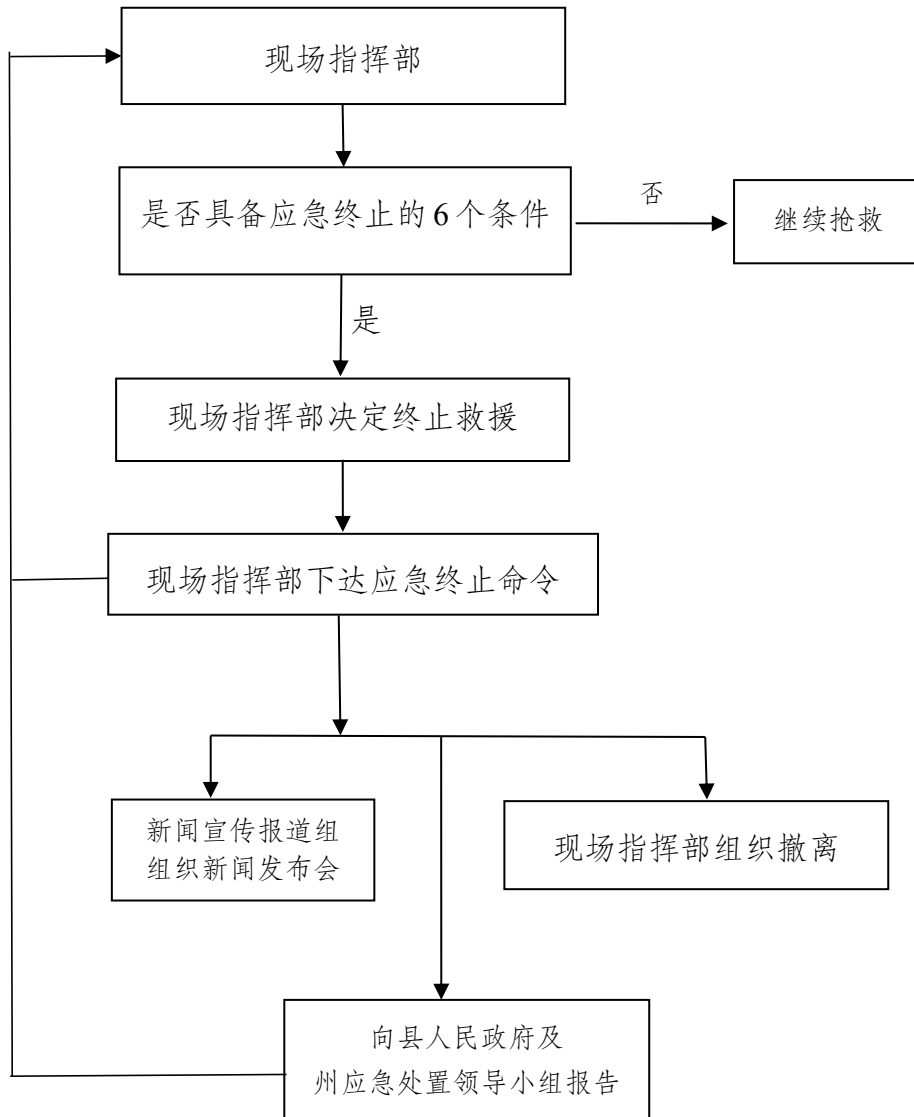 现场指挥部
是否具备应急终止的6个条件
否
继续抢救
是
现场指挥部决定终止救援
现场指挥部下达应急终止命令
新闻宣传报道组
组织新闻发布会
现场指挥部组织撤离
向县人民政府及
州应急处置领导小组报告